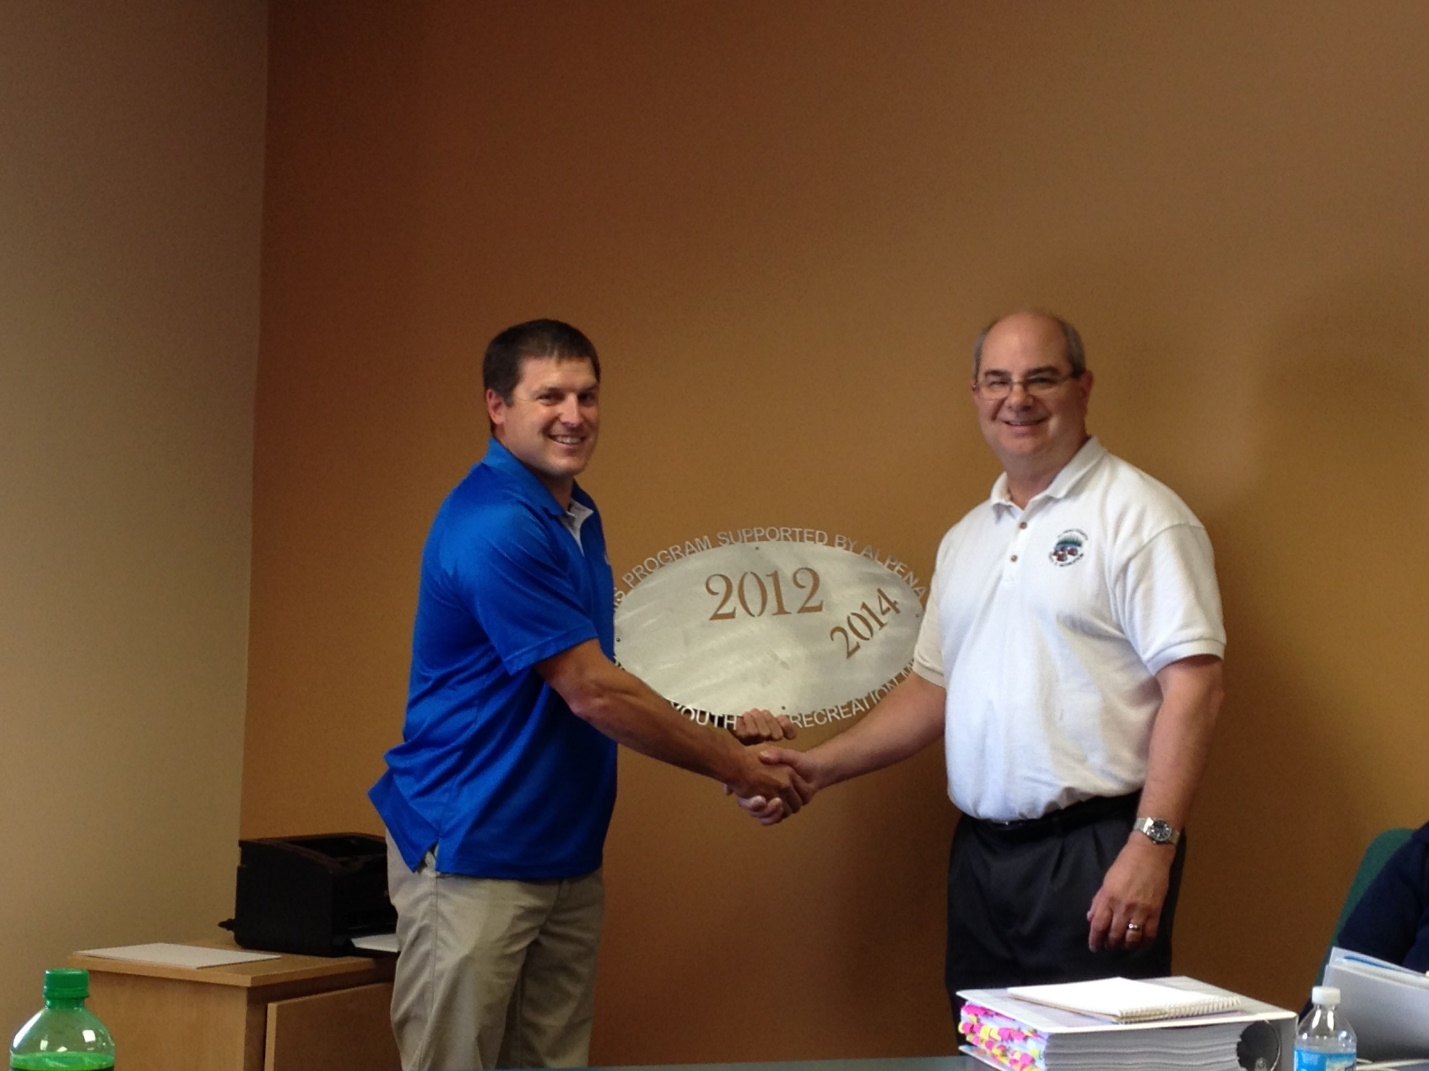 PROGRAM SUPPORTED BY ALPENA
2012
2014
YOUTH RECREATION